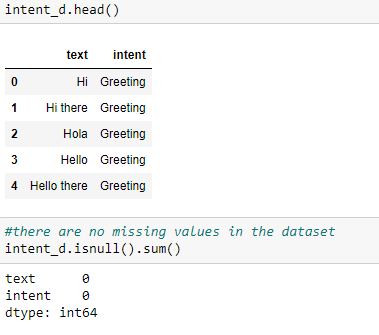 intent_d.head()
text intent
0 Hi Greeting
1 Hi there Greeting
2 Hola Greeting
3 Hello Greeting
4 Hello there Greeting
#there are no missing values in the dataset
intent_d.isnull().sum()
text 0
intent 0
dtype: int64